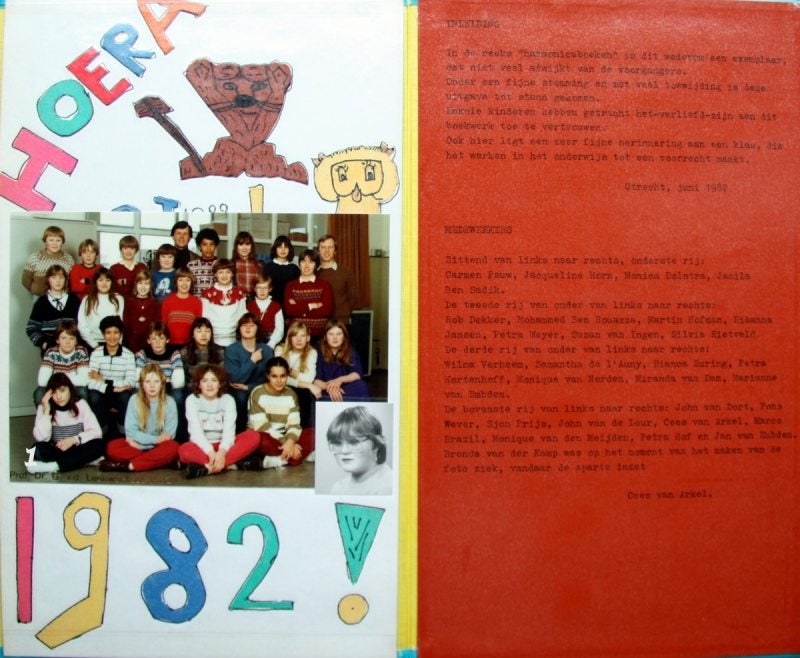 HOERA
1
Prof. Dr. G. v.d.
1982!
INLEIDING
In de reeks "harmonicaboeken" is dit wederom een exemplaar,
dat niet veel afwijkt van de voorgangers.
Onder een fijne stemming en met veel toewijding is deze
uitgave tot stand gekomen.
Enkele kinderen hebben getracht het-verliefd-zijn aan dit
boekwerk toe te vertrouwen.
Ook hier ligt een zeer fijne herinnering aan een klas, die
het werken in het onderwijs tot een voorrecht maakt.
Utrecht, juni 1982
MEDEWERKERS
Zittend van links naar rechts, onderste rij:
Carmen Pauw, Jacqueline Horn, Monica Dolstra, Jamila
Ben Sadik.
De tweede rij van onder van links naar rechts:
Rob Dekker, Mohammed Ben Bouazza, Martin Hofman, Ribanna
Jansen, Petra Meyer, Suzan van Ingen, Silvia Rietveld
De derde rij van onder van links naar rechts:
Wilma Verheem, Samantha de l'Auny, Bianca Zuring, Petra
Kortenhoff, Monique van Norden, Miranda van Dam, Marianne
van Embden.
De bovenste rij van links naar rechts: John van Dort, Fons
Wever, Sjon Prijs, John van de Leur, Cees van Arkel, Marco
Brazil, Monique van den Meijden, Petra Hof en Jan van Embden.
Brenda van der Kamp was op het moment van het maken van de
foto ziek, vandaar de aparte inzet
Cees van Arkel.